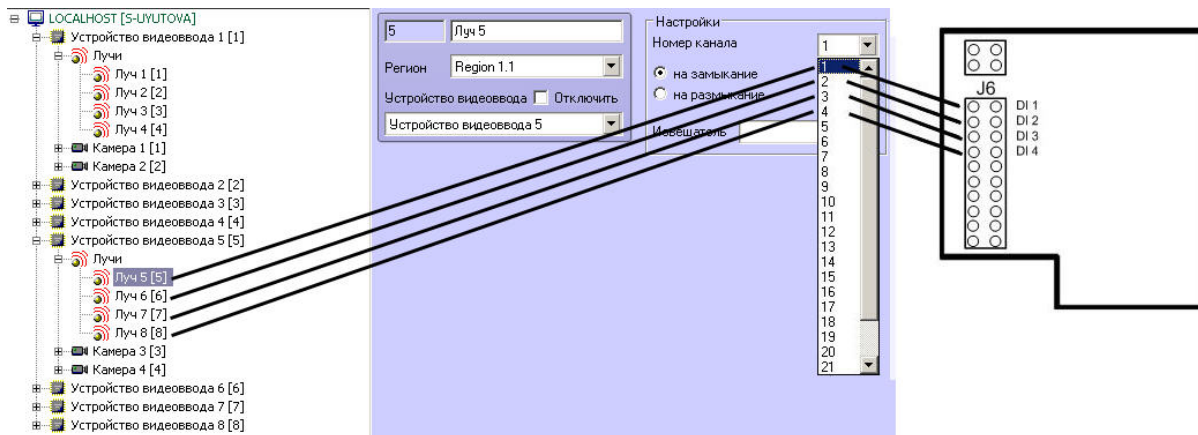 LOCALHOST [S-UYUTOVA]
Устройство видеоввода 1 [1]
Лучи
Луч 1 [1]
Луч 2 [2]
Луч 3 [3]
Луч 4 [4]
Камера 1 [1]
Камера 2 [2]
Устройство видеоввода 2 [2]
Устройство видеоввода 3 [3]
Устройство видеоввода 4 [4]
Устройство видеоввода 5 [5]
Лучи
Луч 5 [5]
Луч 6 [6]
Луч 7 [7]
Луч 8 [8]
Камера 3 [3]
Камера 4 [4]
Устройство видеоввода 6 [6]
Устройство видеоввода 7 [7]
Устройство видеоввода 8 [8]
5 Луч 5
Регион Region 1.1
Устройство видеоввода Отключить
Устройство видеоввода 5
Настройки
Номер канала 1
на замыкание
на размыкание
Извещатель
1
2
3
4
5
6
7
8
9
10
11
12
13
14
15
16
17
18
19
20
21
J6
DI 1
DI 2
DI 3
DI 4